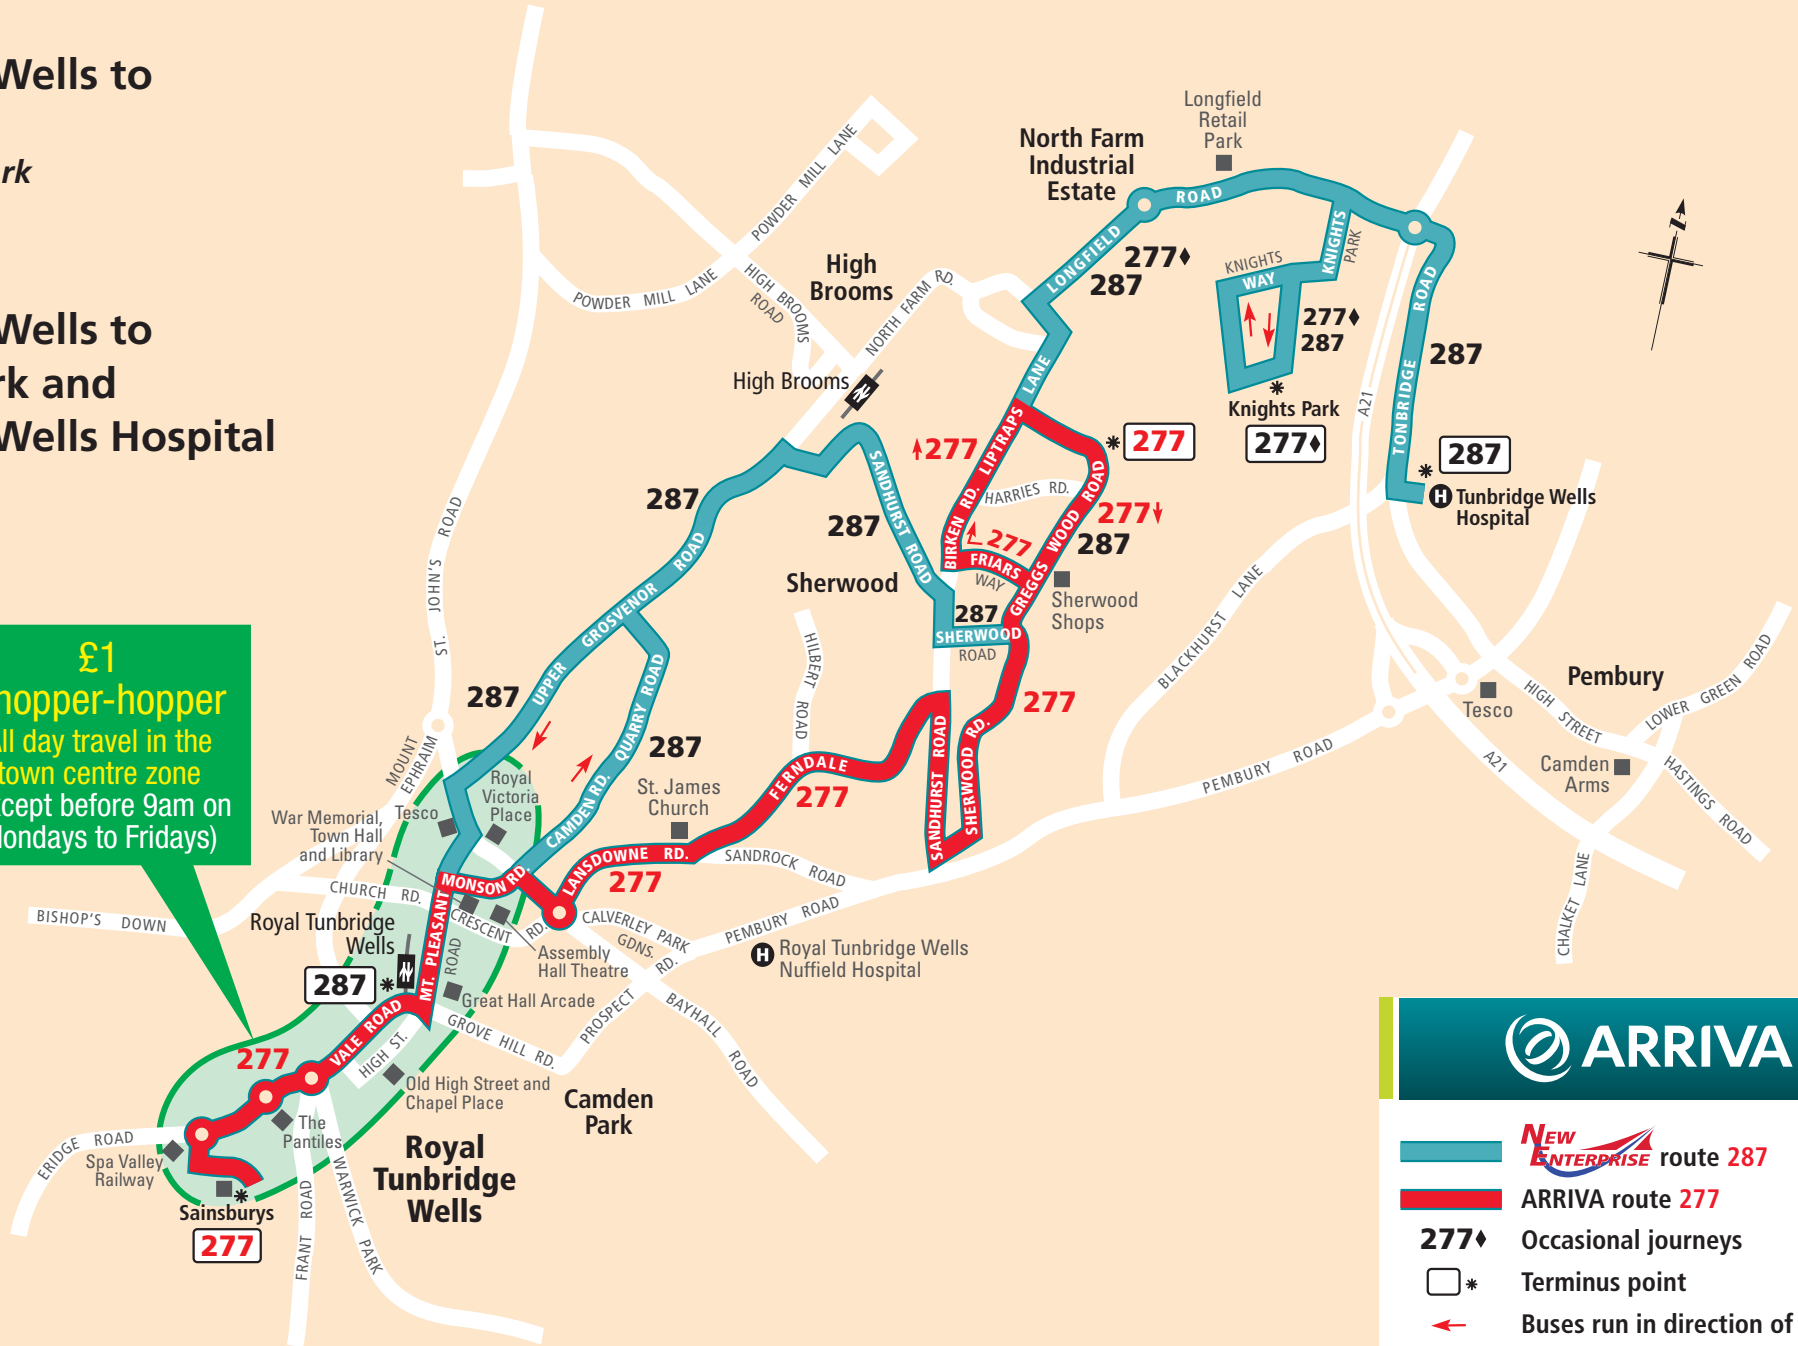 Wells to
rk
Wells to
rk and
Wells Hospital
£1
hopper-hopper
ll day travel in the
town centre zone
cept before 9am on
londays to Fridays)
Longfield
Retail
Park
North Farm
Industrial
Estate
ROAD
LONGFIELD
277♦
287
KNIGHTS
PARK
KNIGHTS
WAY
277♦
287
Knights Park
277♦
ROAD
TONBRIDGE
287
A21
287
H Tunbridge Wells
Hospital
N
POWDER MILL LANE
POWDER MILL LANE
HIGH BROOMS
ROAD
High
Brooms
NORTH FARM RD.
High Brooms
LANE
LIPTRAPS
BIRKEN RD.
277
277
HARRIES RD.
GREGGS WOOD ROAD
277
287
277
FRIARS
WAY
Sherwood
Shops
287
SANDHURST ROAD
287
Sherwood
287
SHERWOOD
ROAD
HILBERT ROAD
277
SHERWOOD RD.
SHERWOOD RD.
SANDHURST ROAD
BLACKHURST LANE
Pembury
Tesco
HIGH STREET
LOWER GREEN ROAD
Camden
Arms
HASTINGS ROAD
A21
CHALKET LANE
PEMBURY ROAD
ST. JOHN'S ROAD
UPPER GROSVENOR ROAD
287
QUARRY ROAD
CAMDEN RD.
287
MOUNT
EPHRAIM
Royal
Victoria
Place
Tesco
War Memorial,
Town Hall
and Library
St. James
Church
FERNDALE
277
LANSDOWNE RD.
277
SANDROCK ROAD
MONSON RD.
CHURCH RD.
BISHOP'S DOWN
CRESCENT RD.
CALVERLEY PARK
GDNS.
PEMBURY ROAD
H Royal Tunbridge Wells
Nuffield Hospital
Royal Tunbridge
Wells
MT. PLEASANT
ROAD
Assembly
Hall Theatre
287
Great Hall Arcade
VALE ROAD
HIGH ST.
GROVE HILL RD.
PROSPECT RD.
BAYHALL ROAD
277
Old High Street and
Chapel Place
Camden
Park
The
Pantiles
ERIDGE ROAD
Spa Valley
Railway
Sainsburys
277
FRANT ROAD
WARWICK PARK
Royal
Tunbridge
Wells
ARRIVA
NEW
ENTERPRISE route 287
ARRIVA route 277
277♦ Occasional journeys
Terminus point
Buses run in direction of